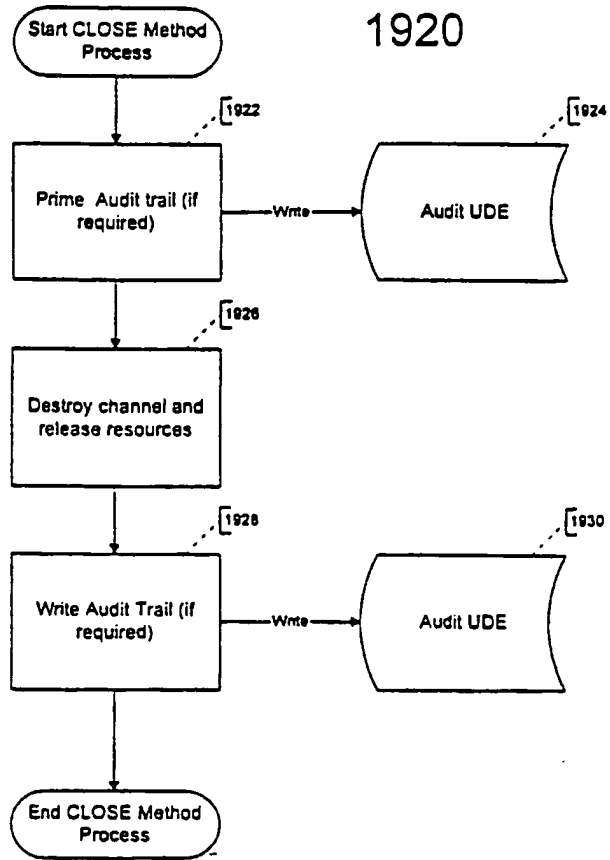 Start CLOSE Method
Process
1920
[1922
[1924
Prime Audit trail (if
required)
Write
Audit UDE
[1926
Destroy channel and
release resources
[1928
[1930
Write Audit Trail (if
required)
Write
Audit UDE
End CLOSE Method
Process